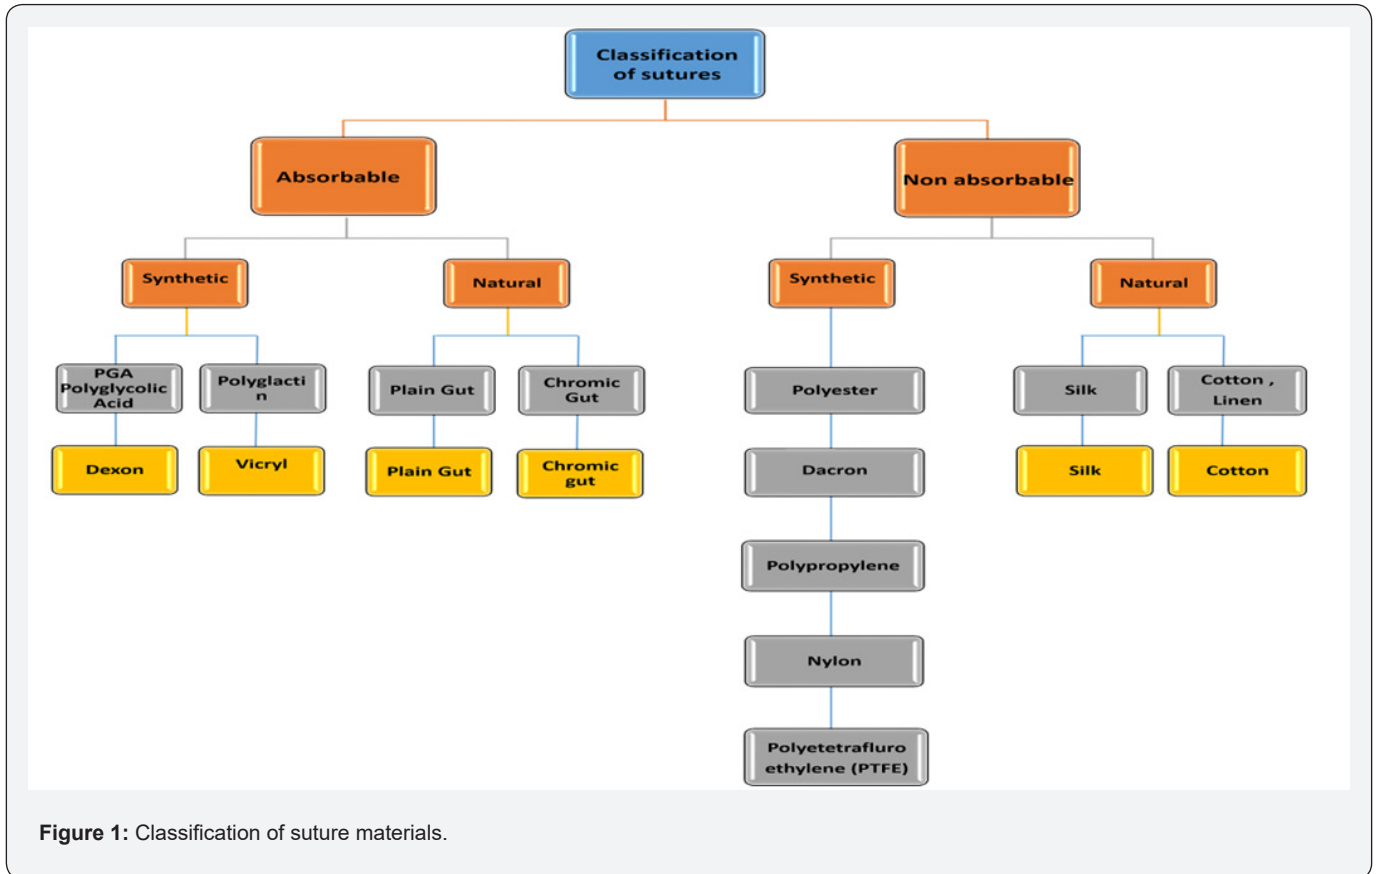 Classification
of sutures
Absorbable
Non absorbable
Synthetic
Natural
Synthetic
Natural
PGA
Polyglycolic
Acid
Polyglacti
n
Plain Gut
Chromic
Gut
Polyester
Silk
Cotton ,
Linen
Dexon
Vicryl
Plain Gut
Chromic
gut
Dacron
Silk
Cotton
Polypropylene
Nylon
Polyetetrafluro
ethylene (PTFE)
Figure 1: Classification of suture materials.